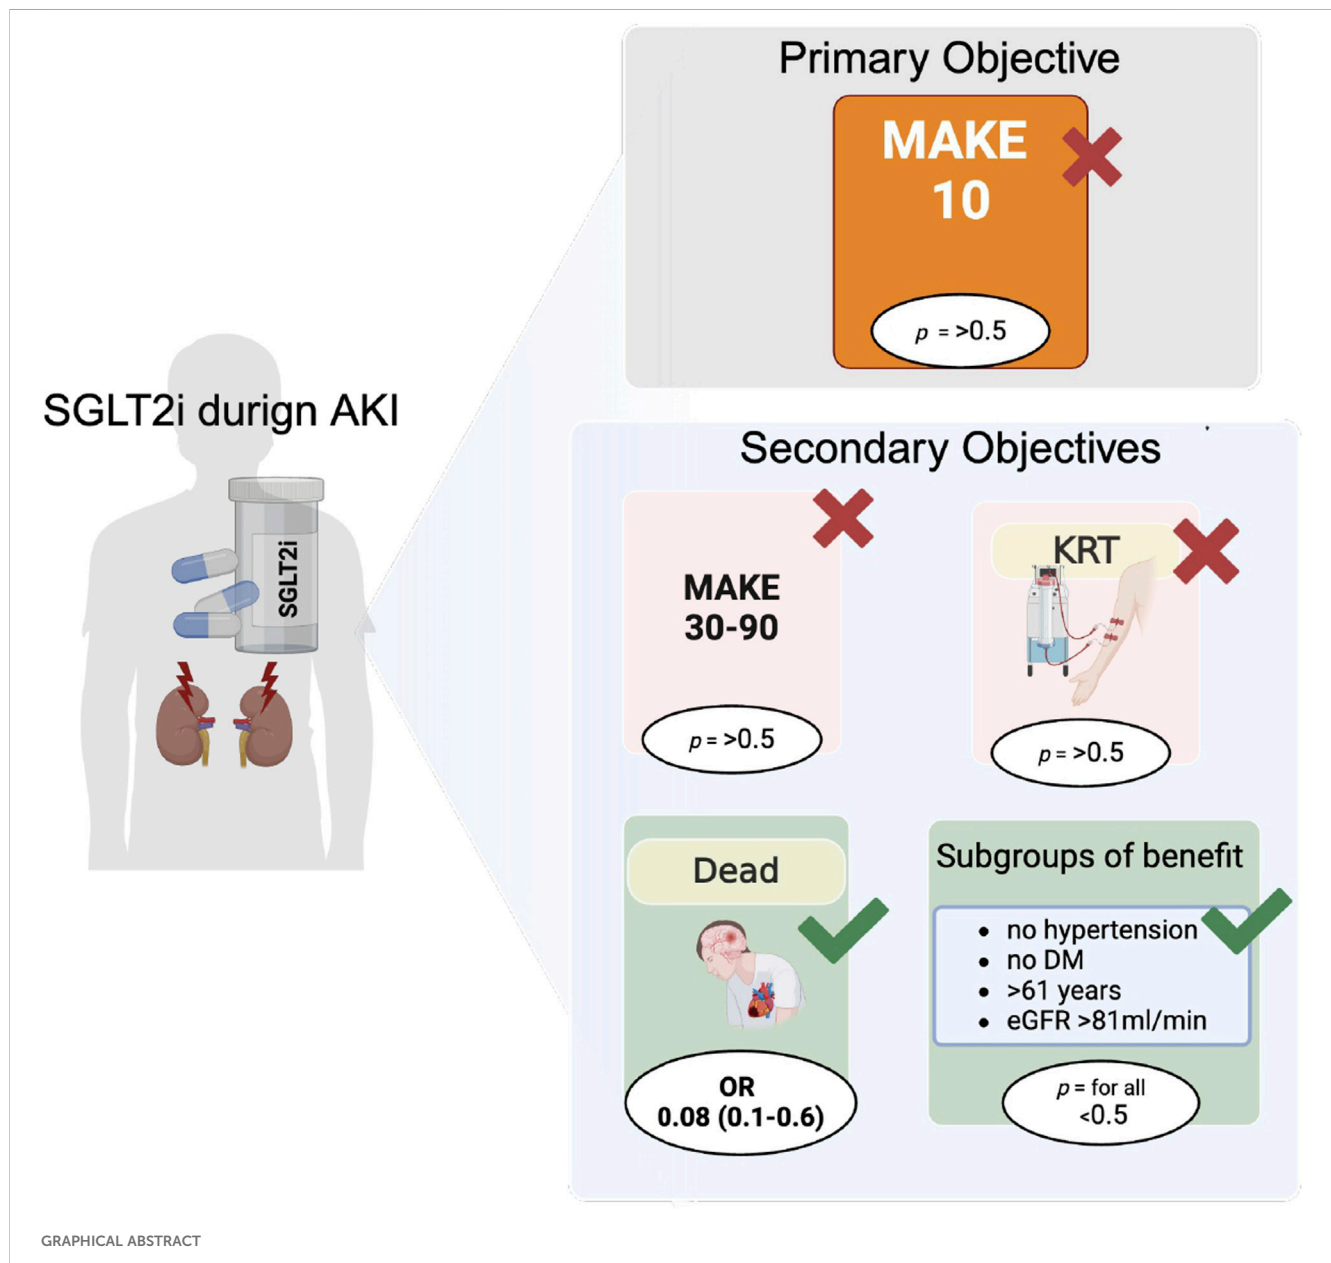 Primary Objective
MAKE
10
p = >0.5
SGLT2i durign AKI
SGLT2i
Secondary Objectives
MAKE
30-90
p = >0.5
KRT
p = >0.5
Dead
OR
0.08 (0.1-0.6)
Subgroups of benefit
• no hypertension
• no DM
• >61 years
• eGFR >81ml/min
p = for all
<0.5
GRAPHICAL ABSTRACT